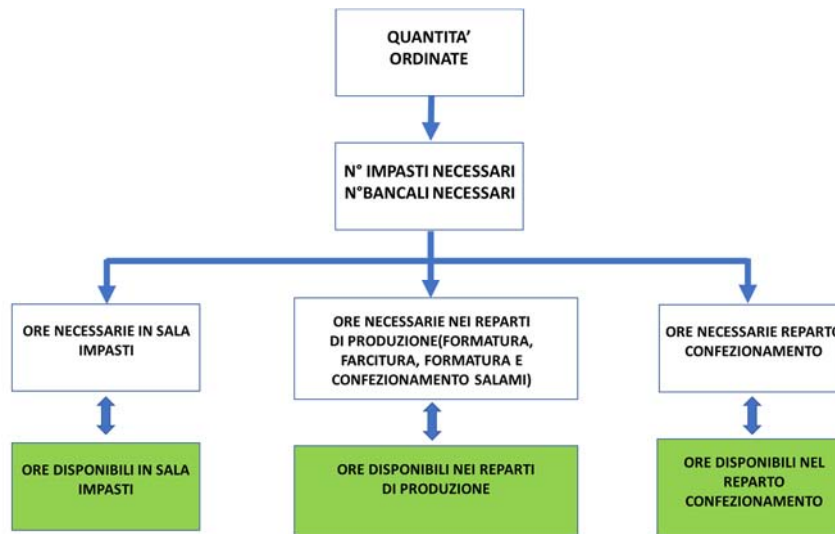 QUANTITA'
ORDINATE
N° IMPASTI NECESSARI
N°BANCALI NECESSARI
ORE NECESSARIE IN SALA
IMPASTI
ORE NECESSARIE NEI REPARTI
DI PRODUZIONE(FORMATURA,
FARCITURA, FORMATURA E
CONFEZIONAMENTO SALAMI)
ORE NECESSARIE REPARTO
CONFEZIONAMENTO
ORE DISPONIBILI IN SALA
IMPASTI
ORE DISPONIBILI NEI REPARTI
DI PRODUZIONE
ORE DISPONIBILI NEL
REPARTO
CONFEZIONAMENTO